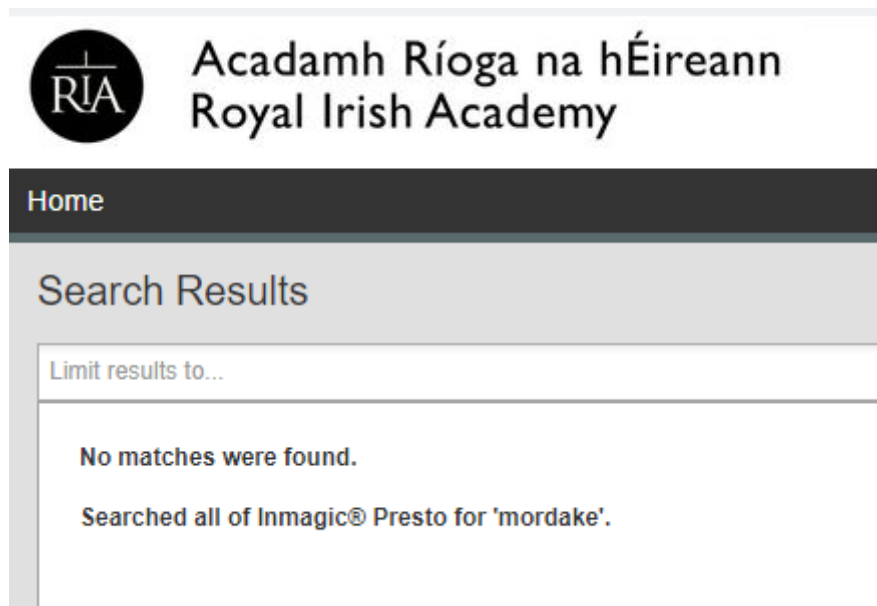 RIA
Acadamh Ríoga na hÉireann
Royal Irish Academy
Home
Search Results
Limit results to...
No matches were found.
Searched all of Inmagic® Presto for 'mordake'.